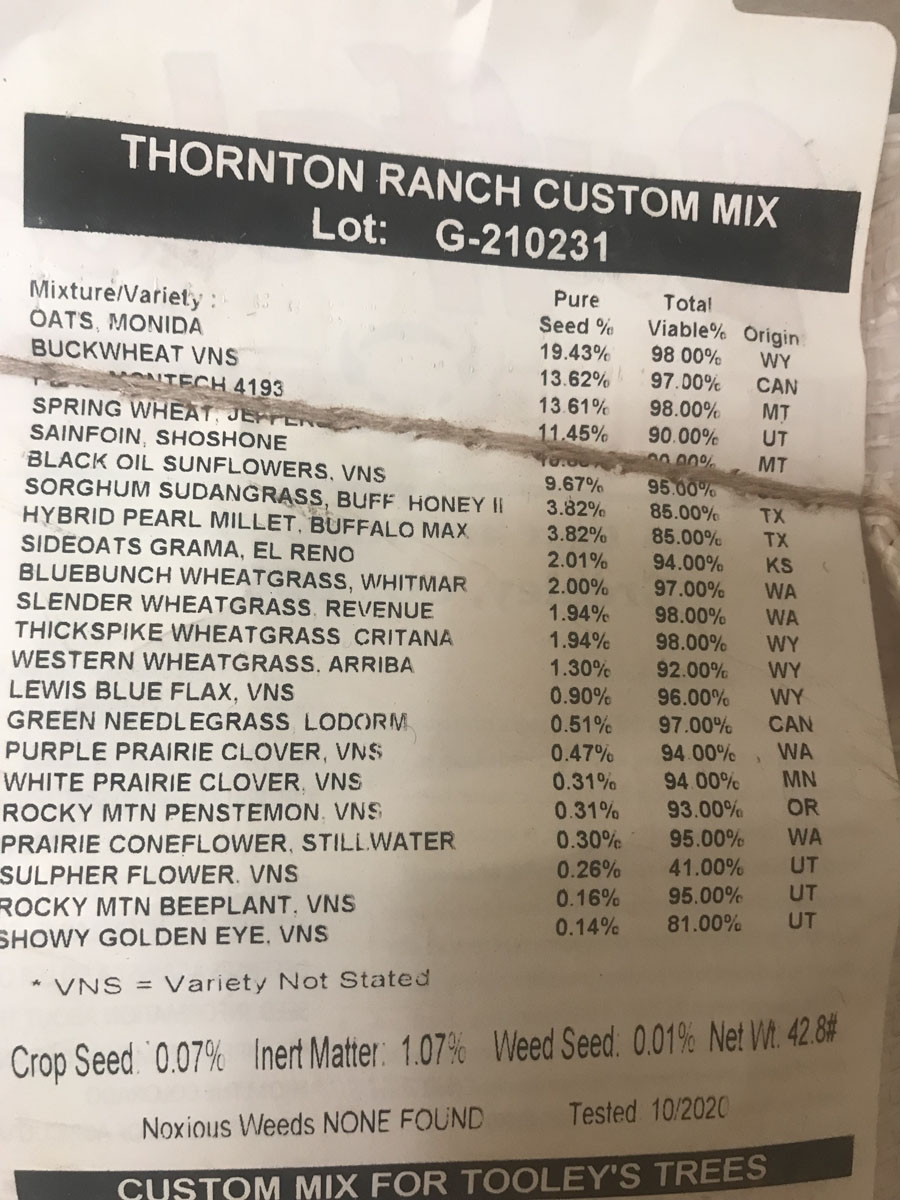 THORNTON RANCH CUSTOM MIX
Lot: G-210231
Mixture/Variety : Pure Seed % Total Viable% Origin
OATS, MONIDA 19.43% 98.00% WY
BUCKWHEAT VNS 13.62% 97.00% CAN
MONTECH 4193 13.61% 98.00% MT
SPRING WHEAT, 11.45% 90.00% UT
SAINFOIN, SHOSHONE MT
BLACK OIL SUNFLOWERS, VNS 9.67% 95.00%
SORGHUM SUDANGRASS, BUFF HONEY II 3.82% 85.00% TX
HYBRID PEARL MILLET, BUFFALO MAX 3.82% 85.00% TX
SIDEOATS GRAMA, EL RENO 2.01% 94.00% KS
BLUEBUNCH WHEATGRASS, WHITMAR 2.00% 97.00% WA
SLENDER WHEATGRASS, REVENUE 1.94% 98.00% WA
THICKSPIKE WHEATGRASS, CRITANA 1.94% 98.00% WY
WESTERN WHEATGRASS, ARRIBA 1.30% 92.00% WY
LEWIS BLUE FLAX, VNS 0.90% 96.00% WY
GREEN NEEDLEGRASS, LODORM 0.51% 97.00% CAN
PURPLE PRAIRIE CLOVER, VNS 0.47% 94.00% WA
WHITE PRAIRIE CLOVER, VNS 0.31% 94.00% MN
ROCKY MTN PENSTEMON, VNS 0.31% 93.00% OR
PRAIRIE CONEFLOWER, STILLWATER 0.30% 95.00% WA
SULPHER FLOWER, VNS 0.26% 41.00% UT
ROCKY MTN BEEPLANT, VNS 0.16% 95.00% UT
SHOWY GOLDEN EYE, VNS 0.14% 81.00% UT
* VNS = Variety Not Stated
Crop Seed: 0.07% Inert Matter: 1.07% Weed Seed: 0.01% Net Wt. 42.8#
Noxious Weeds NONE FOUND Tested 10/2020
CUSTOM MIX FOR TOOLEY'S TREES